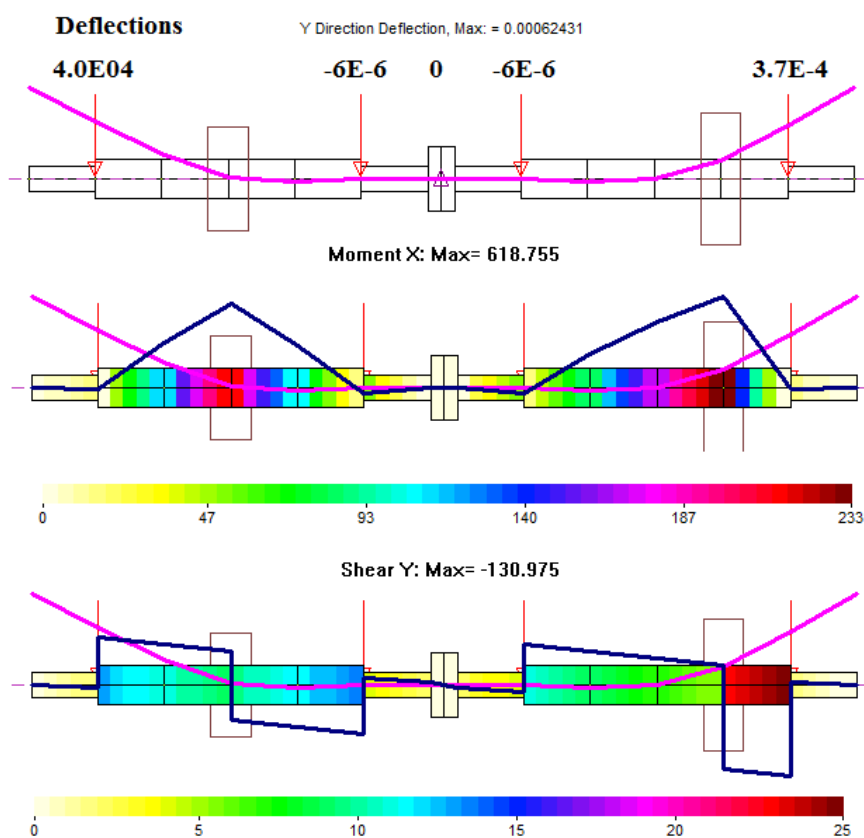 Deflections Y Direction Deflection, Max: = 0.00062431
4.0E04 -6E-6 0 -6E-6 3.7E-4
Moment X: Max= 618.755
0 47 93 140 187 233
Shear Y: Max= -130.975
0 5 10 15 20 25